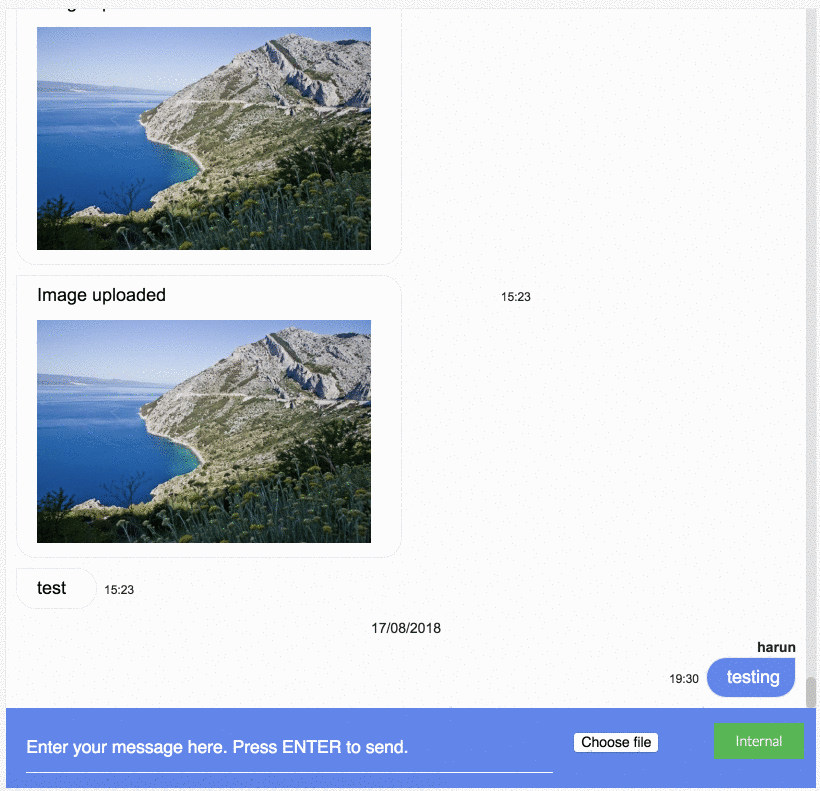 Image uploaded
15:23
test
15:23
17/08/2018
harun
19:30
testing
Enter your message here. Press ENTER to send.
Choose file
Internal